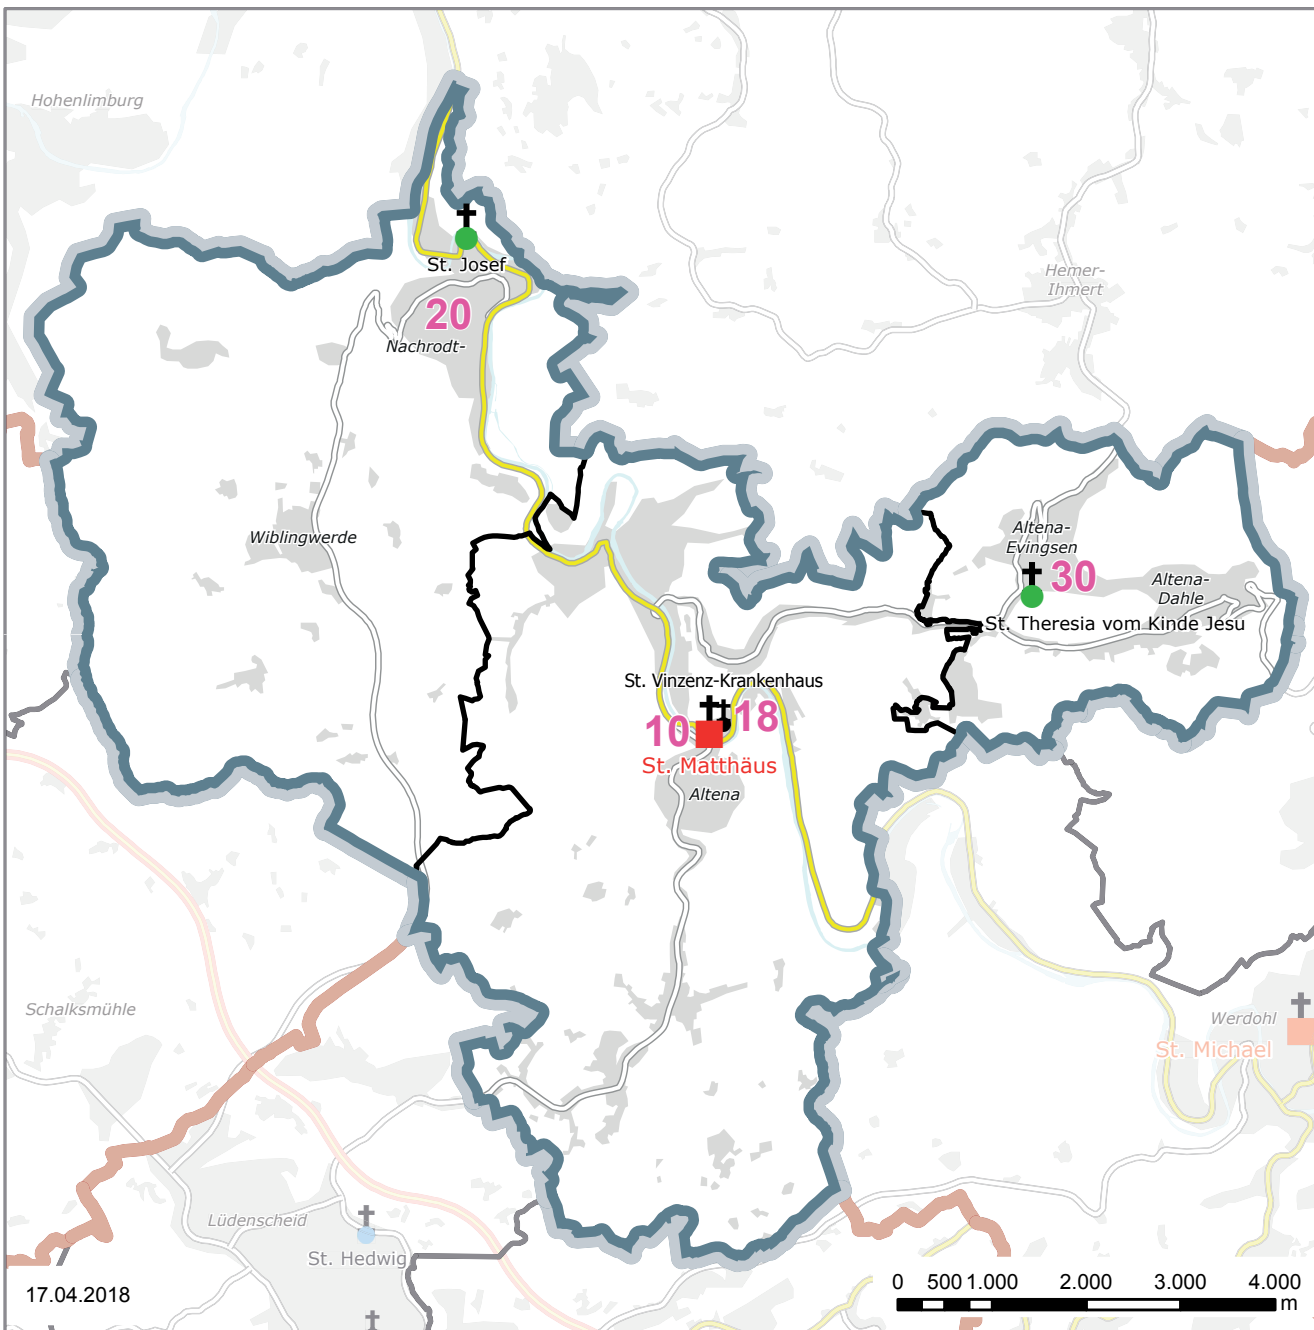 Hohenlimburg
St. Josef
20
Nachrodt-
Hemer-
Ihmert
Wiblingwerde
Altena-
Evingsen
30
Altena-
Dahle
St. Theresia vom Kinde Jesu
St. Vinzenz-Krankenhaus
10
18
St. Matthäus
Altena
Schalksmühle
Werdohl
St. Michael
Lüdenscheid
St. Hedwig
17.04.2018
0 500 1.000 2.000 3.000 4.000
m